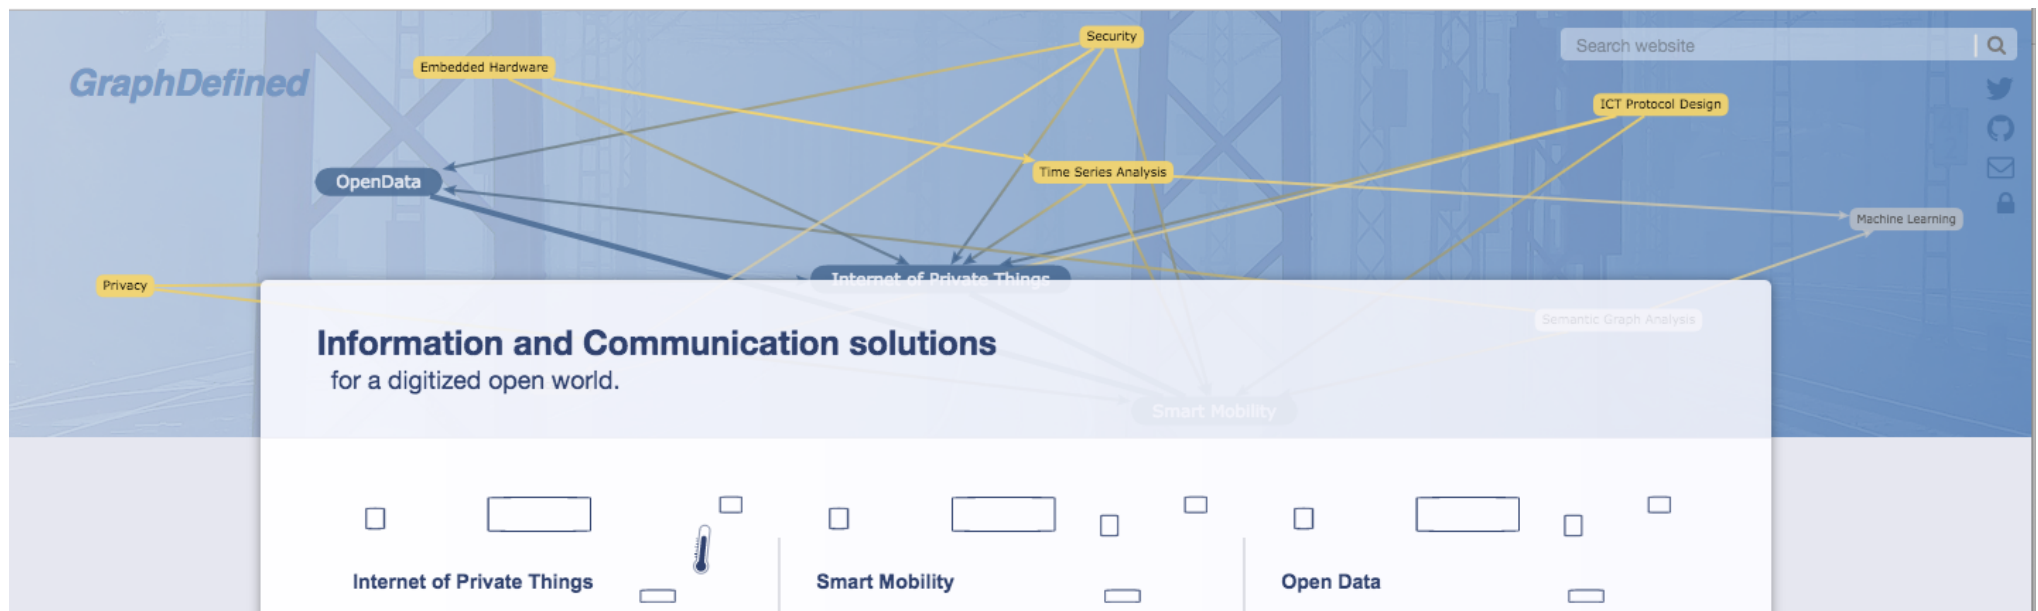 Security
Search website
Embedded Hardware
GraphDefined
ICT Protocol Design
Time Series Analysis
OpenData
Machine Learning
Internet of Private Things
Privacy
Semantic Graph Analysis
Information and Communication solutions
for a digitized open world.
Smart Mobility
Internet of Private Things
Smart Mobility
Open Data